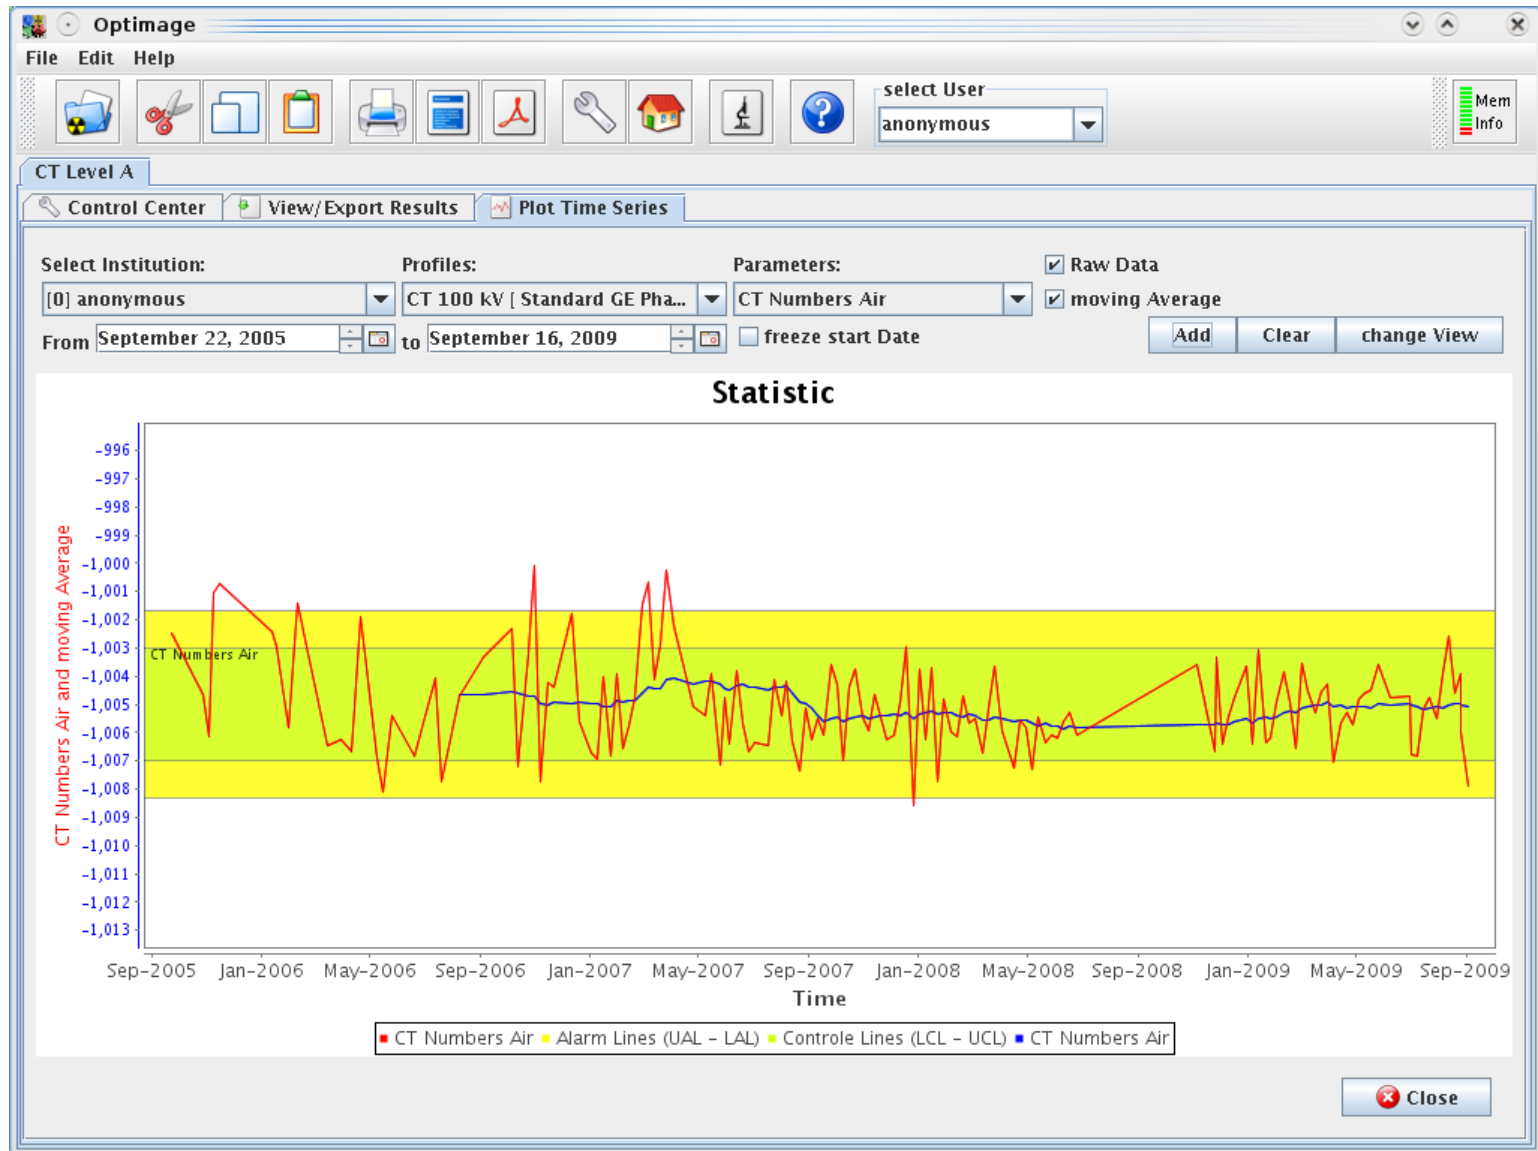 Optimage
File Edit Help
select User
anonymous
Mem
Info
CT Level A
Control Center View/Export Results Plot Time Series
Select Institution: Profiles: Parameters: Raw Data
[0] anonymous CT 100 kV [ Standard GE Pha... CT Numbers Air moving Average
From September 22, 2005 to September 16, 2009 freeze start Date Add Clear change View
Statistic
CT Numbers Air and moving Average
-996
-997
-998
-999
-1,000
-1,001
-1,002
-1,003
CT Numbers Air
-1,004
-1,005
-1,006
-1,007
-1,008
-1,009
-1,010
-1,011
-1,012
-1,013
Sep-2005 Jan-2006 May-2006 Sep-2006 Jan-2007 May-2007 Sep-2007 Jan-2008 May-2008 Sep-2008 Jan-2009 May-2009 Sep-2009
Time
CT Numbers Air Alarm Lines (UAL - LAL) Controle Lines (LCL - UCL) CT Numbers Air
Close